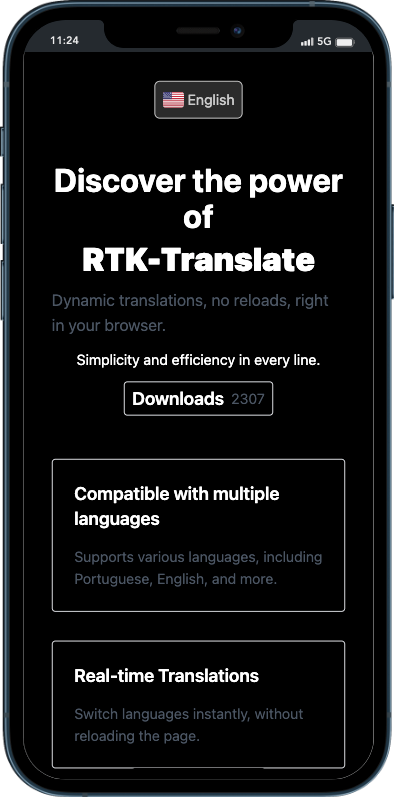 11:24
5G
English
Discover the power
of
RTK-Translate
Dynamic translations, no reloads, right
in your browser.
Simplicity and efficiency in every line.
Downloads 2307
Compatible with multiple
languages
Supports various languages, including
Portuguese, English, and more.
Real-time Translations
Switch languages instantly, without
reloading the page.